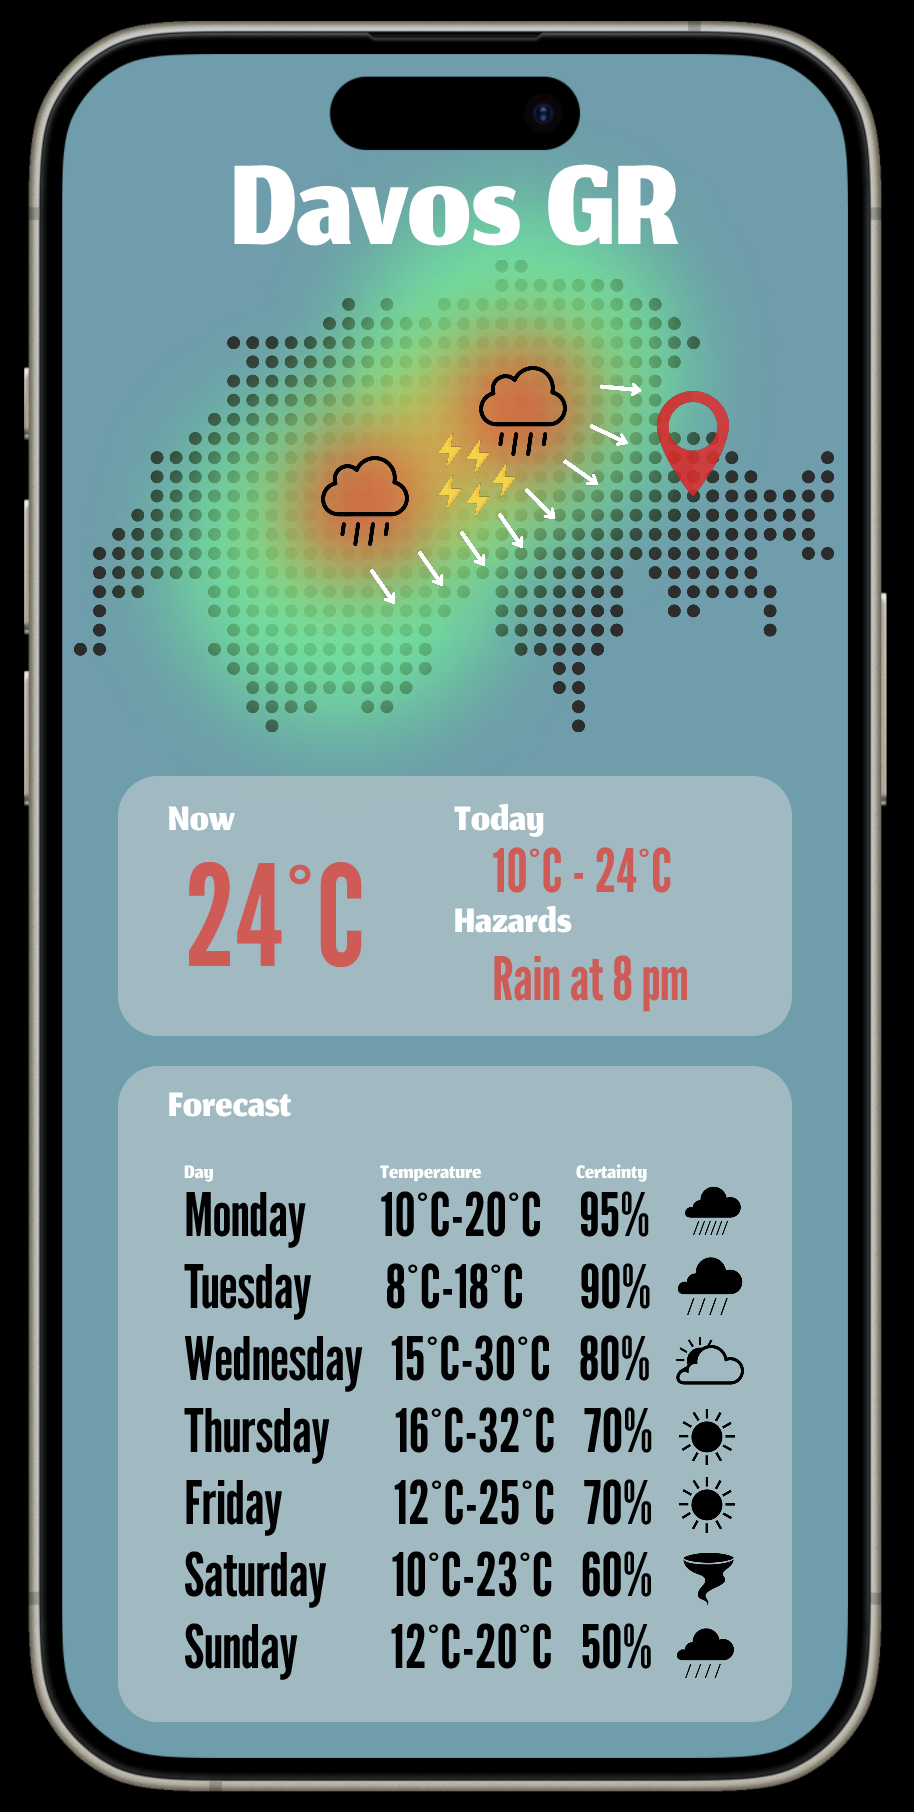 Davos GR
Now
24°C
Today
10°C - 24°C
Hazards
Rain at 8 pm
Forecast
Day Temperature Certainty
Monday 10°C-20°C 95%
Tuesday 8°C-18°C 90%
Wednesday 15°C-30°C 80%
Thursday 16°C-32°C 70%
Friday 12°C-25°C 70%
Saturday 10°C-23°C 60%
Sunday 12°C-20°C 50%